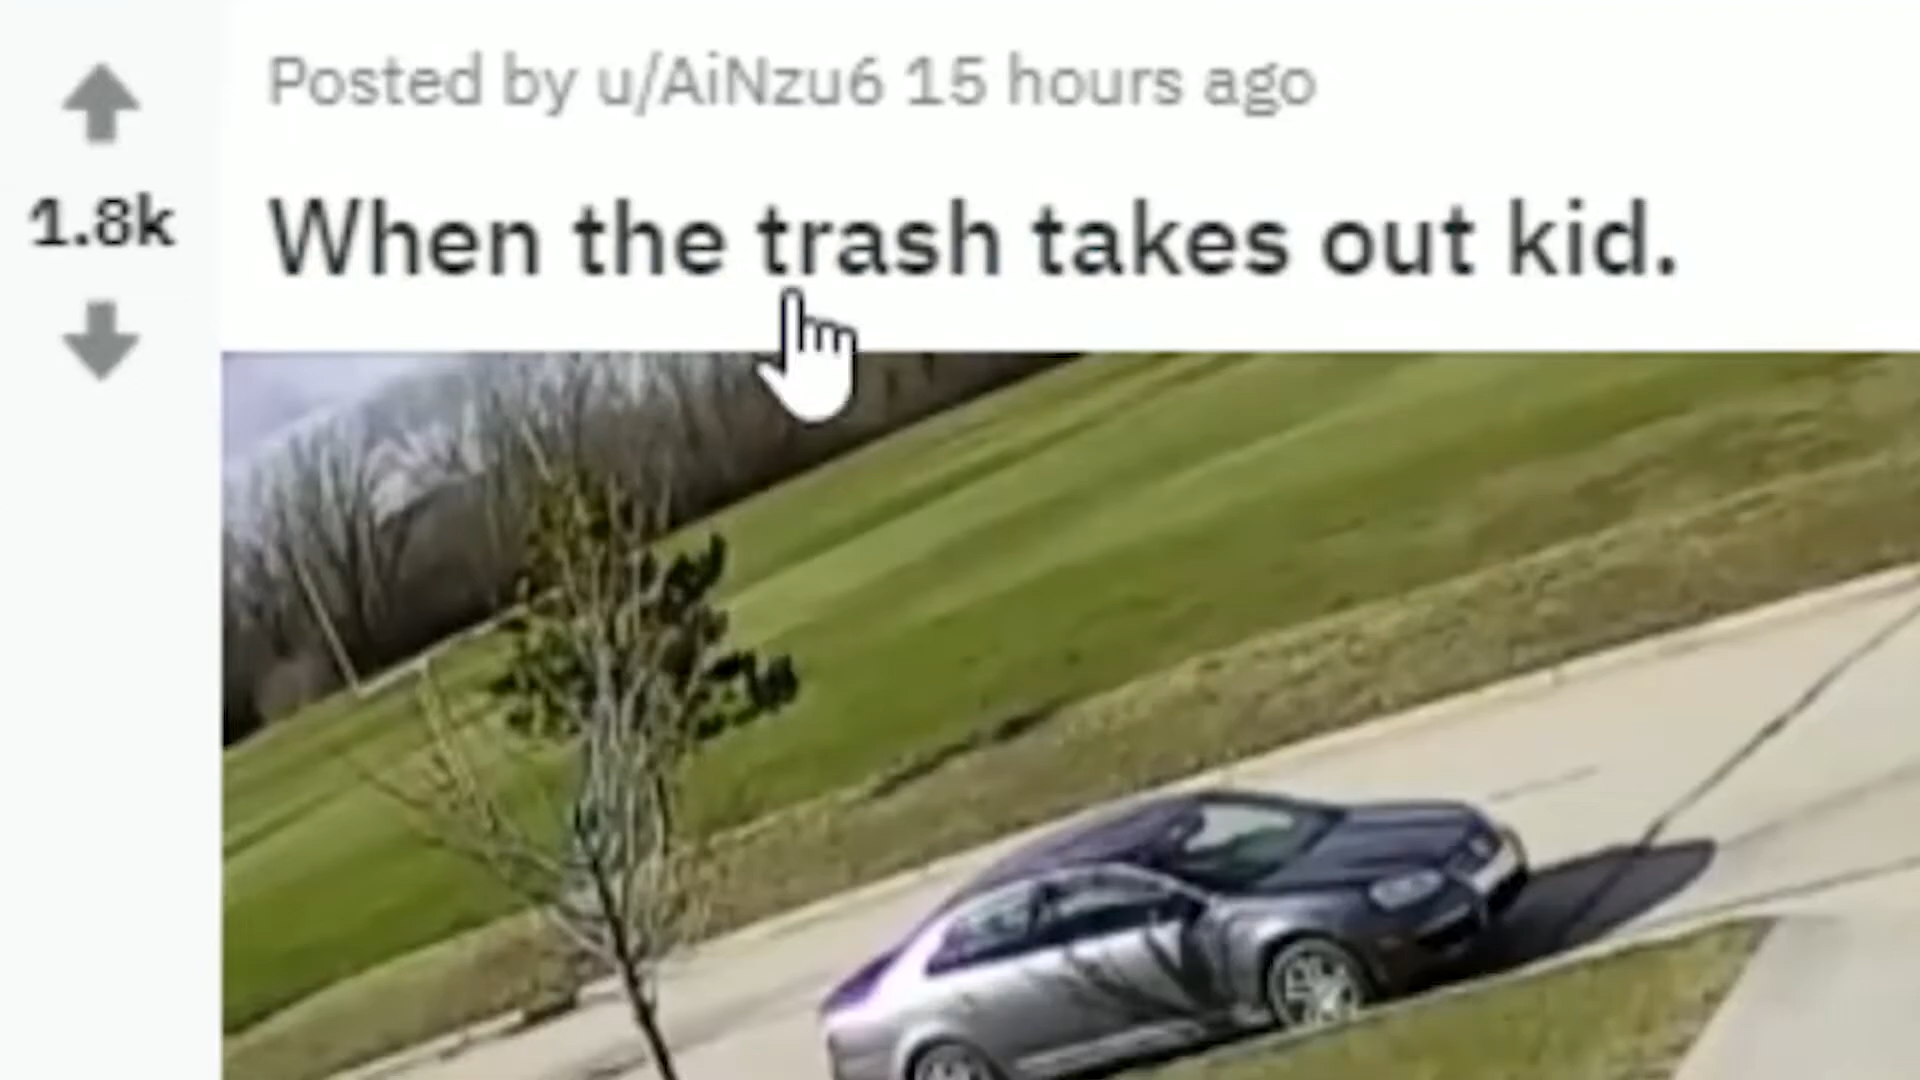 Posted by u/AiNzu6 15 hours ago
1.8k
When the trash takes out kid.